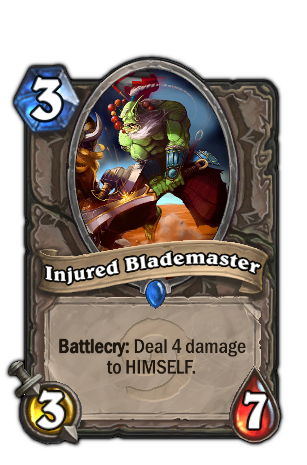 3
Injured Blademaster
Battlecry: Deal 4 damage
to HIMSELF.
3
7